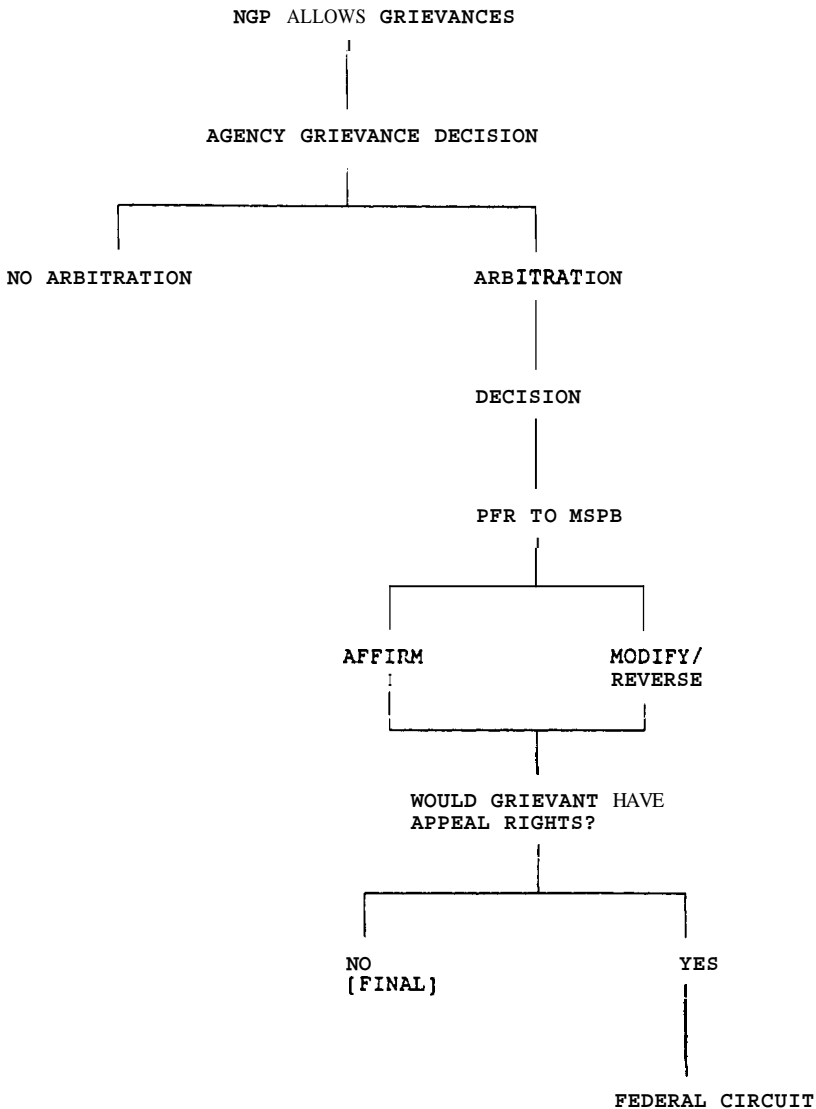 NGP ALLOWS GRIEVANCES
AGENCY GRIEVANCE DECISION
NO ARBITRATION
ARBITRATION
DECISION
PFR TO MSPB
AFFIRM
MODIFY/
REVERSE
WOULD GRIEVANT HAVE
APPEAL RIGHTS?
NO
[FINAL]
YES
FEDERAL CIRCUIT